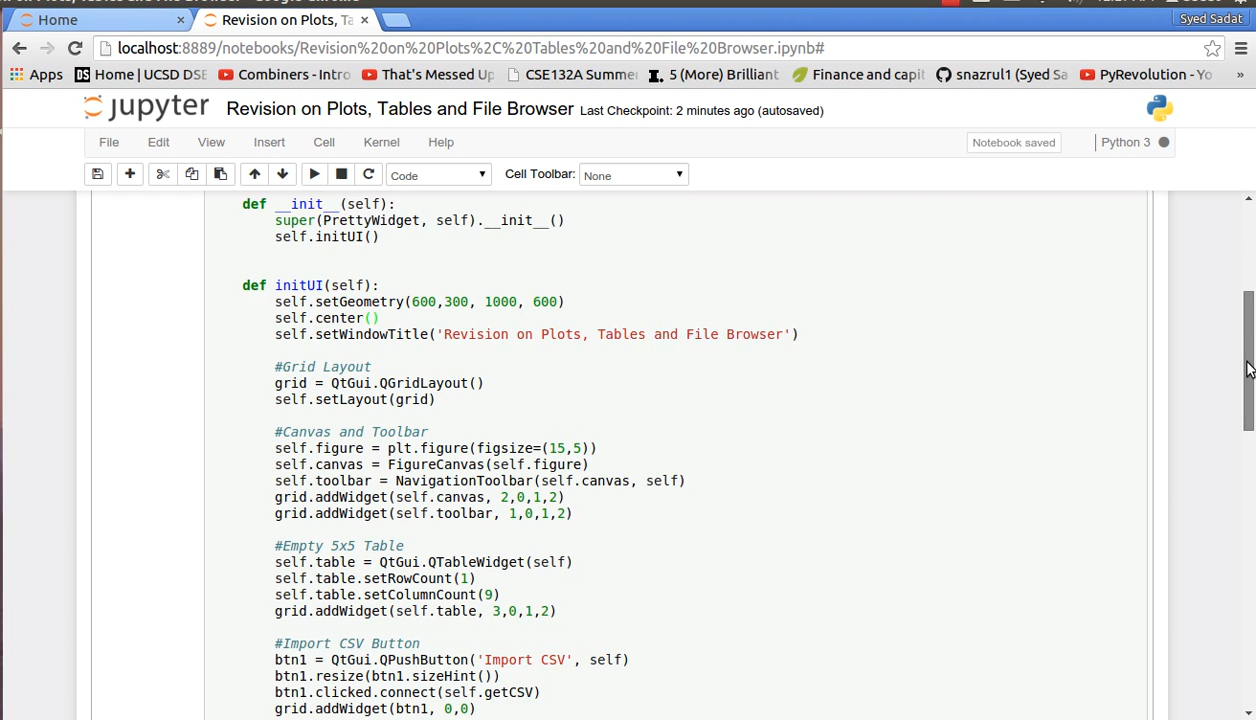 Home
Revision on Plots, Ta
Syed Sadat
localhost:8889/notebooks/Revision%20on%20Plots%2C%20Tables%20and%20File%20Browser.ipynb#
Apps
Home | UCSD DSE
Combiners - Intro
That's Messed Up
CSE132A Summer
5 (More) Brilliant
Finance and capit
snazrul1 (Syed Sa
PyRevolution - Yo
»
jupyter
Revision on Plots, Tables and File Browser
Last Checkpoint: 2 minutes ago (autosaved)
File
Edit
View
Insert
Cell
Kernel
Help
Notebook saved
Python 3
Code
Cell Toolbar:
None
def __init__(self):
super(PrettyWidget, self).__init__()
self.initUI()
def initUI(self):
self.setGeometry(600,300, 1000, 600)
self.center()
self.setWindowTitle('Revision on Plots, Tables and File Browser')
#Grid Layout
grid = QtGui.QGridLayout()
self.setLayout(grid)
#Canvas and Toolbar
self.figure = plt.figure(figsize=(15,5))
self.canvas = FigureCanvas(self.figure)
self.toolbar = NavigationToolbar(self.canvas, self)
grid.addWidget(self.canvas, 2,0,1,2)
grid.addWidget(self.toolbar, 1,0,1,2)
#Empty 5x5 Table
self.table = QtGui.QTableWidget(self)
self.table.setRowCount(1)
self.table.setColumnCount(9)
grid.addWidget(self.table, 3,0,1,2)
#Import CSV Button
btn1 = QtGui.QPushButton('Import CSV', self)
btn1.resize(btn1.sizeHint())
btn1.clicked.connect(self.getCSV)
grid.addWidget(btn1, 0,0)